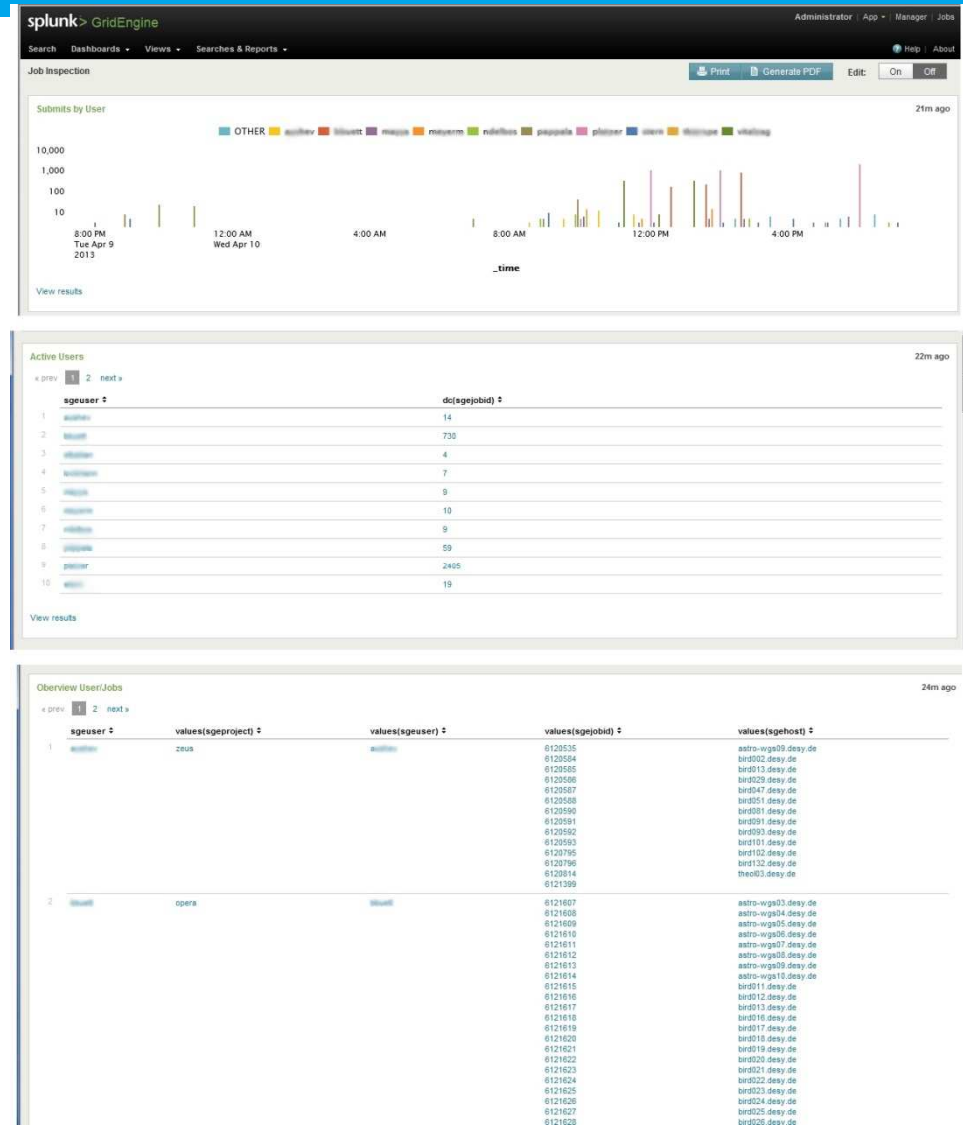 splunk> GridEngine
Administrator | App | Manager | Jobs
Search Dashboards Views Searches & Reports
Help | About
Job Inspection
Print Generate PDF Edit: On Off
Submits by User
21m ago
OTHER
10,000
1,000
100
10
8:00 PM 12:00 AM 4:00 AM 8:00 AM 12:00 PM 4:00 PM
Tue Apr 9 Wed Apr 10
2013
_time
View results
Active Users
22m ago
« prev 1 2 next »
sgeuser dc(sgejobid)
1 14
2 730
3 4
4 7
5 9
6 10
7 9
8 59
9 2405
10 19
View results
Oberview User/Jobs
24m ago
« prev 1 2 next »
sgeuser values(sgeproject) values(sgeuser) values(sgejobid) values(sgehost)
1 zeus 6120535 astro-wgs09.desy.de
6120584 bird002.desy.de
6120585 bird013.desy.de
6120586 bird029.desy.de
6120587 bird047.desy.de
6120588 bird051.desy.de
6120590 bird081.desy.de
6120591 bird091.desy.de
6120592 bird093.desy.de
6120593 bird101.desy.de
6120795 bird102.desy.de
6120796 bird132.desy.de
6120814 theol03.desy.de
6121399
2 opera 6121607 astro-wgs03.desy.de
6121608 astro-wgs04.desy.de
6121609 astro-wgs05.desy.de
6121610 astro-wgs06.desy.de
6121611 astro-wgs07.desy.de
6121612 astro-wgs08.desy.de
6121613 astro-wgs09.desy.de
6121614 astro-wgs10.desy.de
6121615 bird011.desy.de
6121616 bird012.desy.de
6121617 bird013.desy.de
6121618 bird016.desy.de
6121619 bird017.desy.de
6121620 bird018.desy.de
6121621 bird019.desy.de
6121622 bird020.desy.de
6121623 bird021.desy.de
6121624 bird022.desy.de
6121625 bird023.desy.de
6121626 bird024.desy.de
6121627 bird025.desy.de
6121628 bird026.desy.de